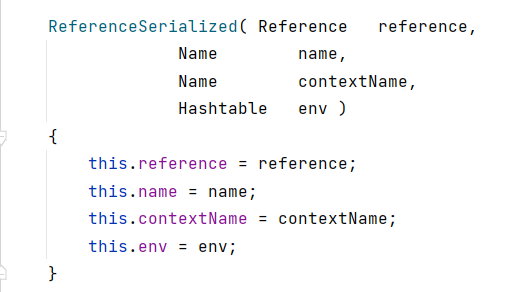 ReferenceSerialized( Reference   reference,
             Name        name,
             Name        contextName,
             Hashtable   env )
{
    this.reference = reference;
    this.name = name;
    this.contextName = contextName;
    this.env = env;
}